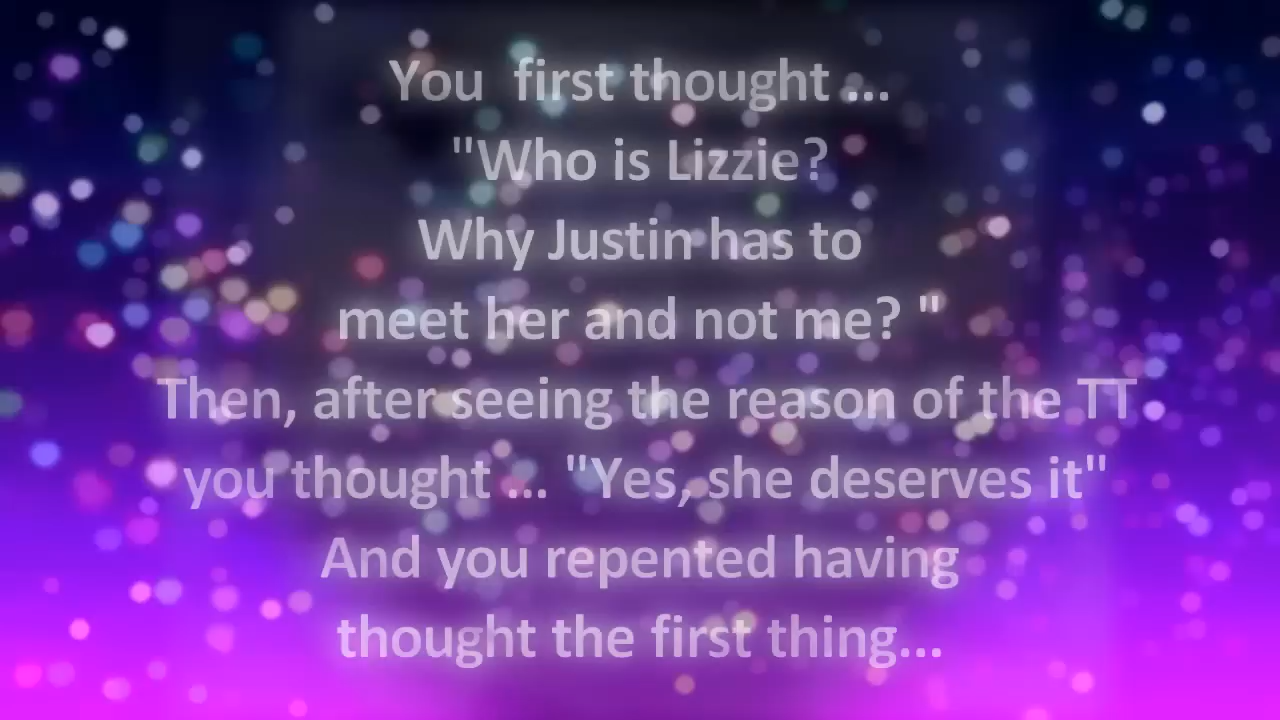 You first thought ...
"Who is Lizzie?
Why Justin has to
meet her and not me? "
Then, after seeing the reason of the TT
you thought ... "Yes, she deserves it"
And you repented having
thought the first thing...